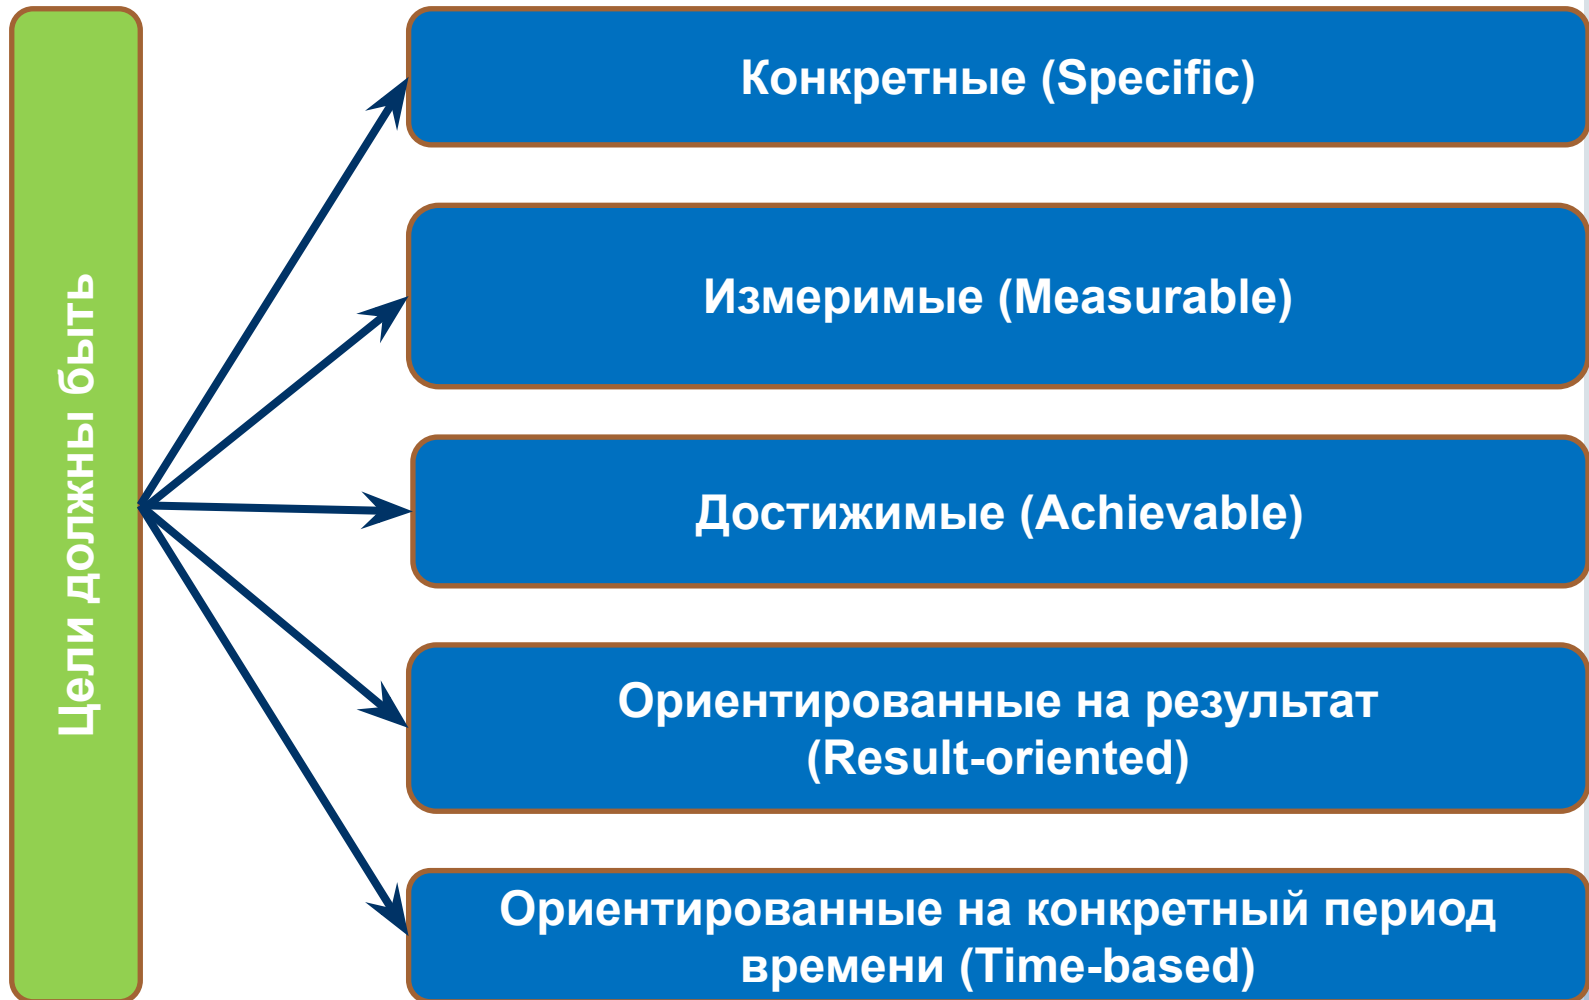 Цели должны быть
Конкретные (Specific)
Измеримые (Measurable)
Достижимые (Achievable)
Ориентированные на результат
(Result-oriented)
Ориентированные на конкретный период
времени (Time-based)